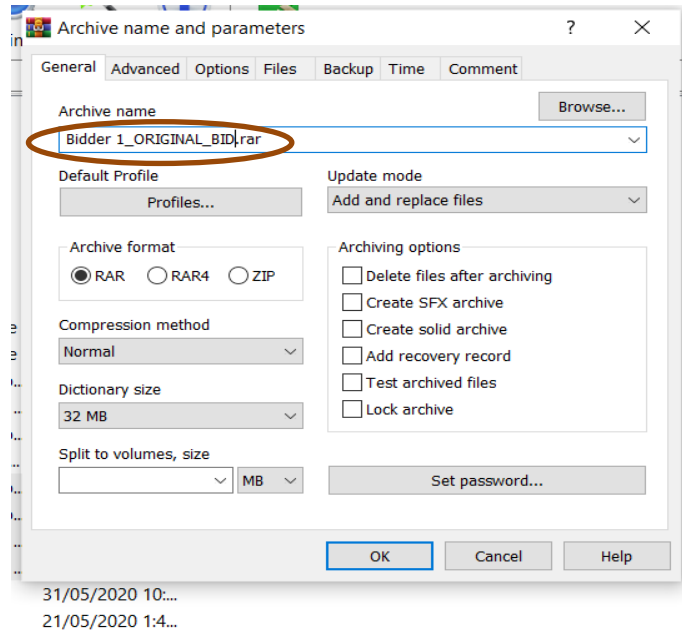 in
Archive name and parameters ? ×
General Advanced Options Files Backup Time Comment
Archive name Browse...
Bidder 1_ORIGINAL_BID.rar
Default Profile Update mode
Profiles... Add and replace files
Archive format Archiving options
RAR RAR4 ZIP Delete files after archiving
Create SFX archive
Compression method Create solid archive
Normal Add recovery record
Dictionary size Test archived files
32 MB Lock archive
Split to volumes, size
MB Set password...
OK Cancel Help
31/05/2020 10:...
21/05/2020 1:4...